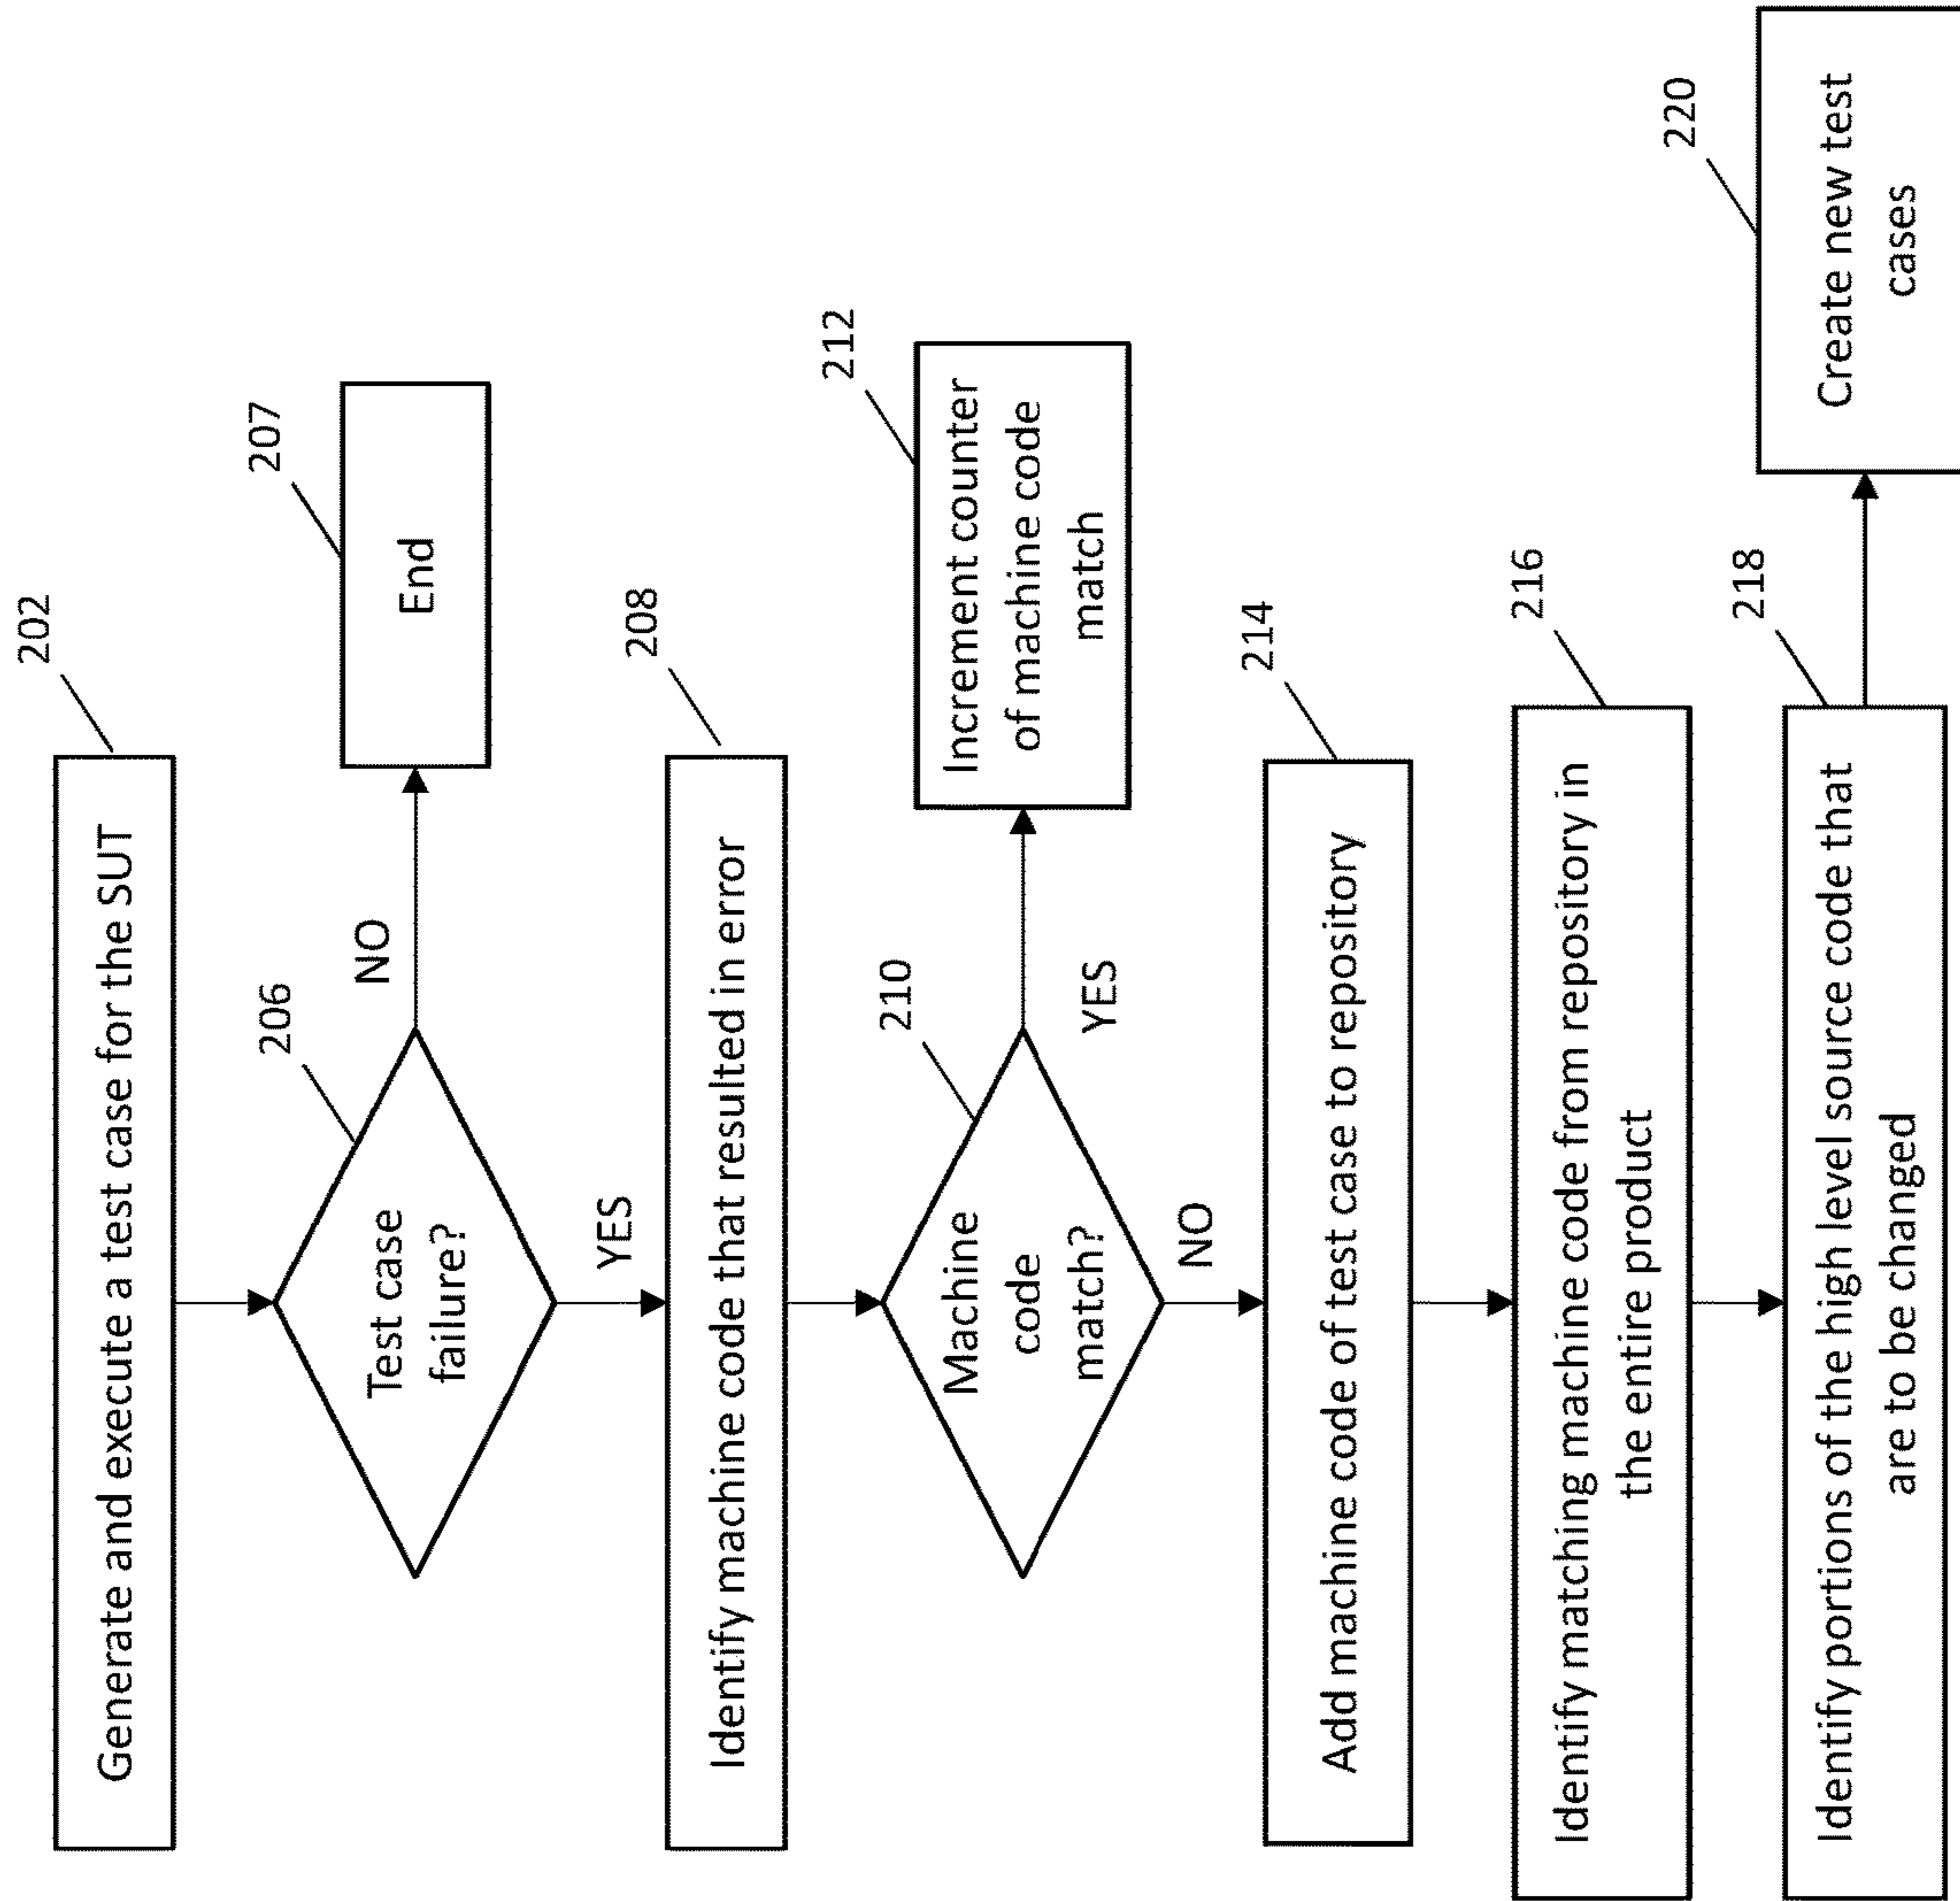 202
Generate and execute a test case for the SUT
206
Test case
failure?
NO
207
End
YES
208
Identify machine code that resulted in error
210
Machine
code
match?
YES
212
Increment counter
of machine code
match
NO
214
Add machine code of test case to repository
216
Identify matching machine code from repository in
the entire product
218
Identify portions of the high level source code that
are to be changed
220
Create new test
cases